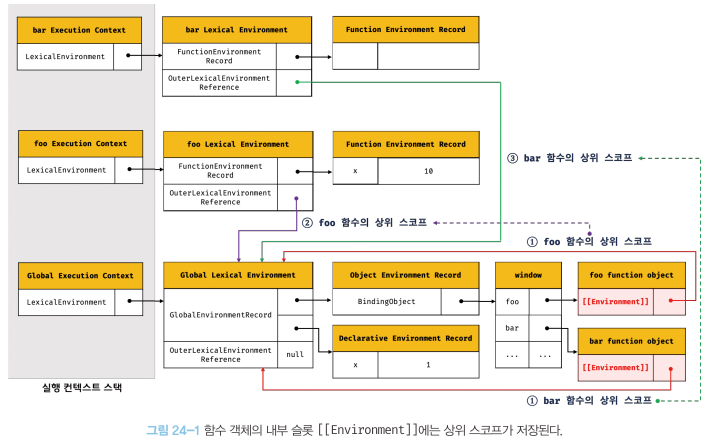 bar Execution Context
LexicalEnvironment
bar Lexical Environment
FunctionEnvironment
Record
OuterLexicalEnvironment
Reference
Function Environment Record
foo Execution Context
LexicalEnvironment
foo Lexical Environment
FunctionEnvironment
Record
OuterLexicalEnvironment
Reference
Function Environment Record
x 10
③ bar 함수의 상위 스코프
② foo 함수의 상위 스코프
① foo 함수의 상위 스코프
Global Execution Context
LexicalEnvironment
Global Lexical Environment
GlobalEnvironmentRecord
OuterLexicalEnvironment
Reference
null
Object Environment Record
BindingObject
Declarative Environment Record
x 1
window
foo
bar
... ...
foo function object
[[Environment]]
bar function object
[[Environment]]
① bar 함수의 상위 스코프
실행 컨텍스트 스택
그림 24-1 함수 객체의 내부 슬롯 [[Environment]]에는 상위 스코프가 저장된다.